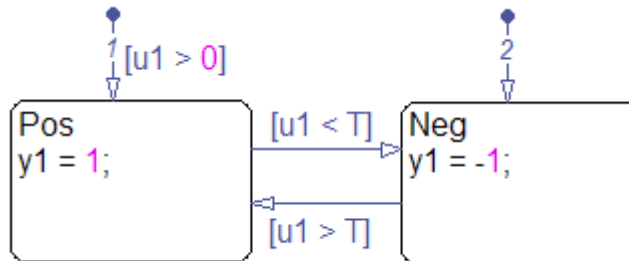 1
[u1 > 0]
2
Pos
y1 = 1;
[u1 < T]
[u1 > T]
Neg
y1 = -1;